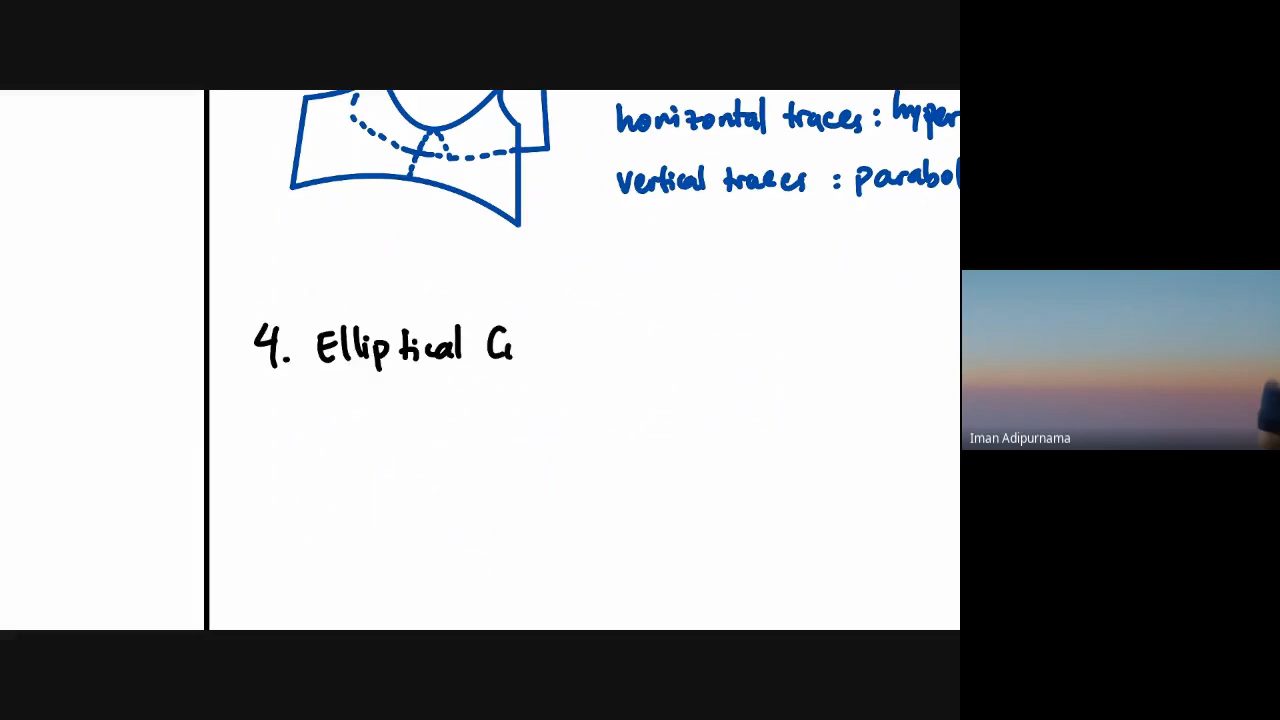 horizontal traces : hyper
vertical traces : parabol
4. Elliptical C
Iman Adipurnama